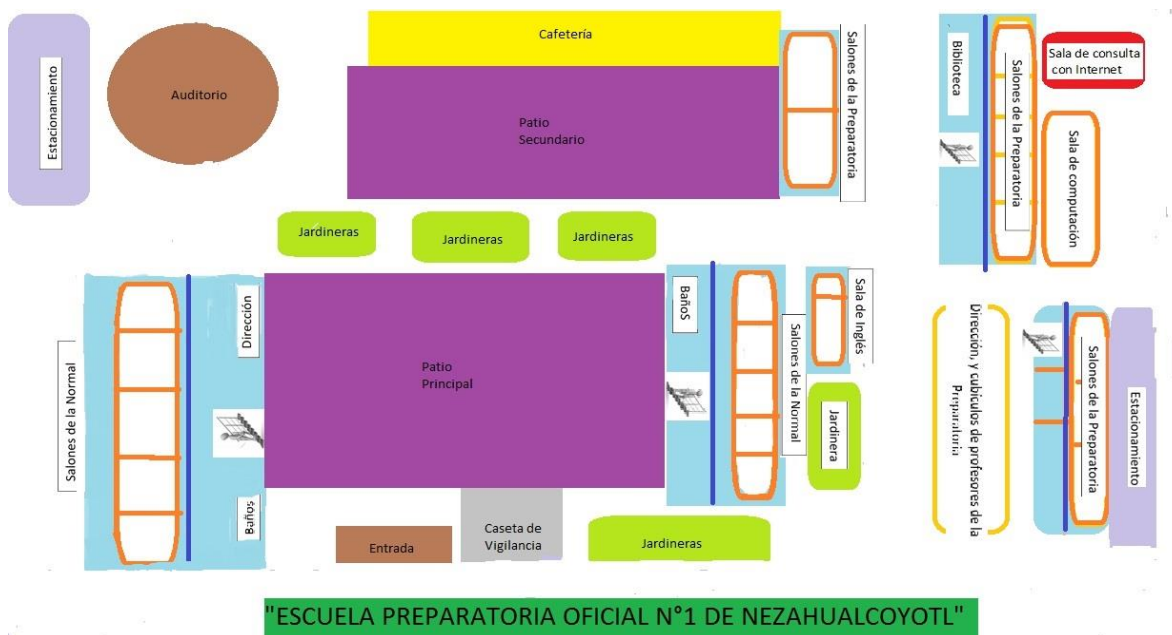 Estacionamiento
Auditorio
Cafetería
Patio
Secundario
Salones de la Preparatoria
Biblioteca
Salones de la Preparatoria
Sala de consulta
con Internet
Sala de computación
Jardineras
Jardineras
Jardineras
Salones de la Normal
Dirección
Baños
Patio
Principal
BañoS
Salones de la Normal
Sala de Inglés
Jardinera
Dirección, y cubiculos de profesores de la
Preparatoria
Salones de la Preparatoria
Estacionamiento
Entrada
Caseta de
Vigilancia
Jardineras
"ESCUELA PREPARATORIA OFICIAL N°1 DE NEZAHUALCOYOTL"